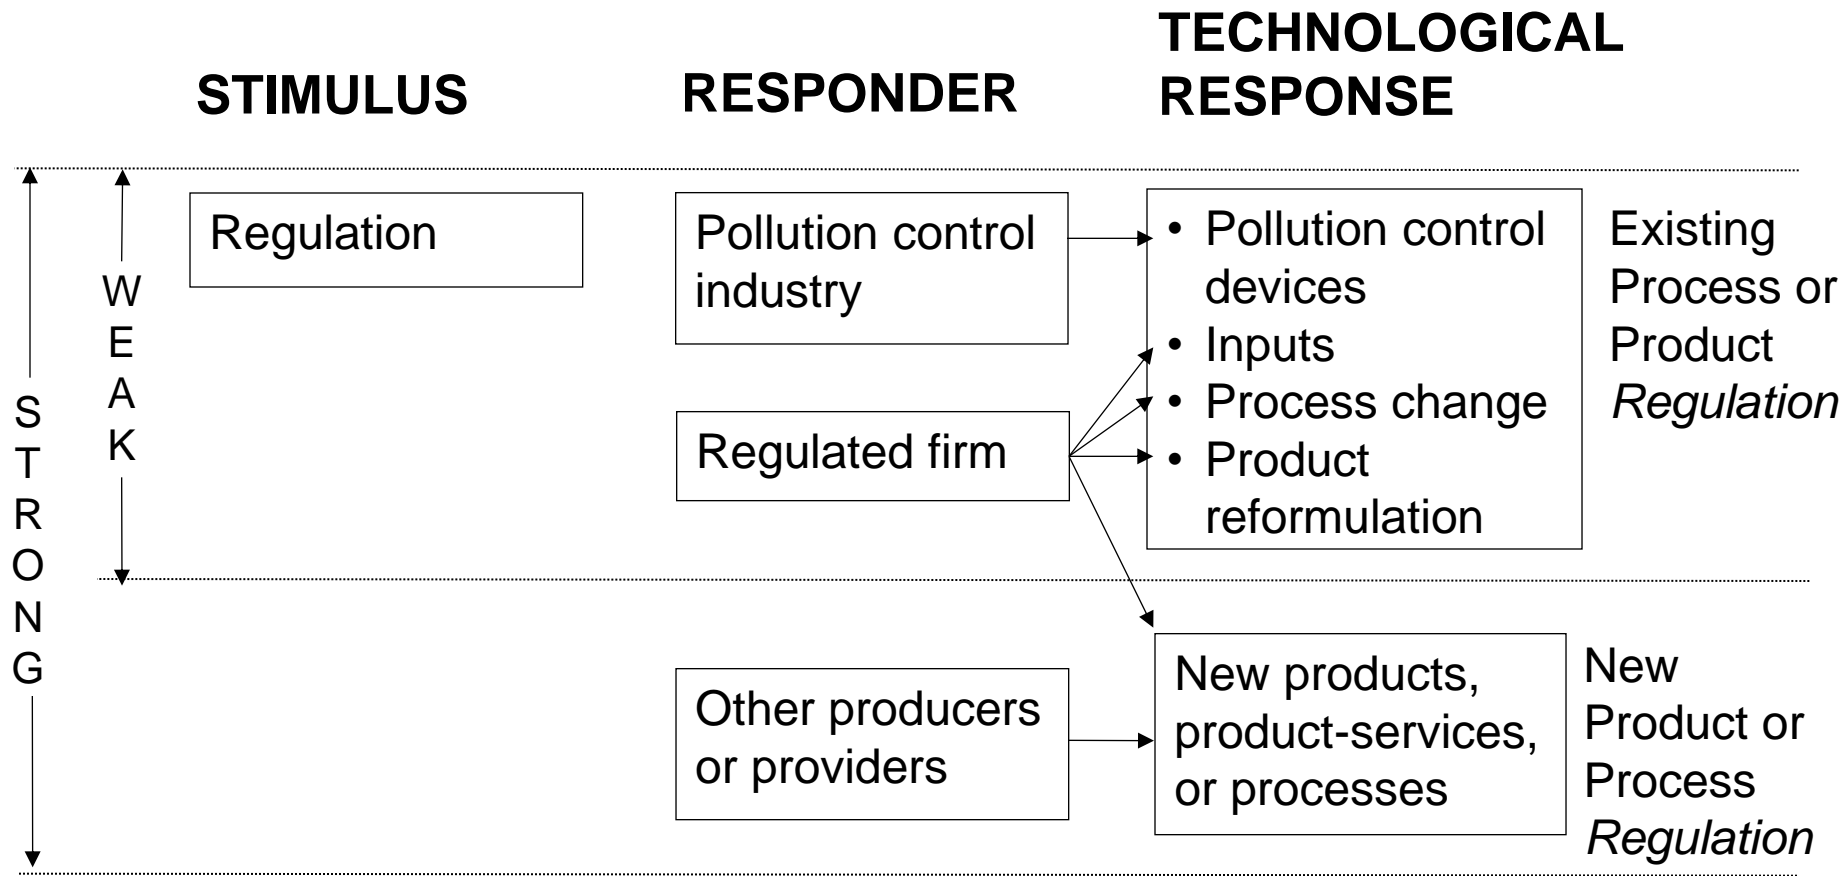 STIMULUS
RESPONDER
TECHNOLOGICAL
RESPONSE
STRONG
WEAK
Regulation
Pollution control
industry
• Pollution control
devices
• Inputs
• Process change
• Product
reformulation
Existing
Process or
Product
Regulation
Regulated firm
Other producers
or providers
New products,
product-services,
or processes
New
Product or
Process
Regulation